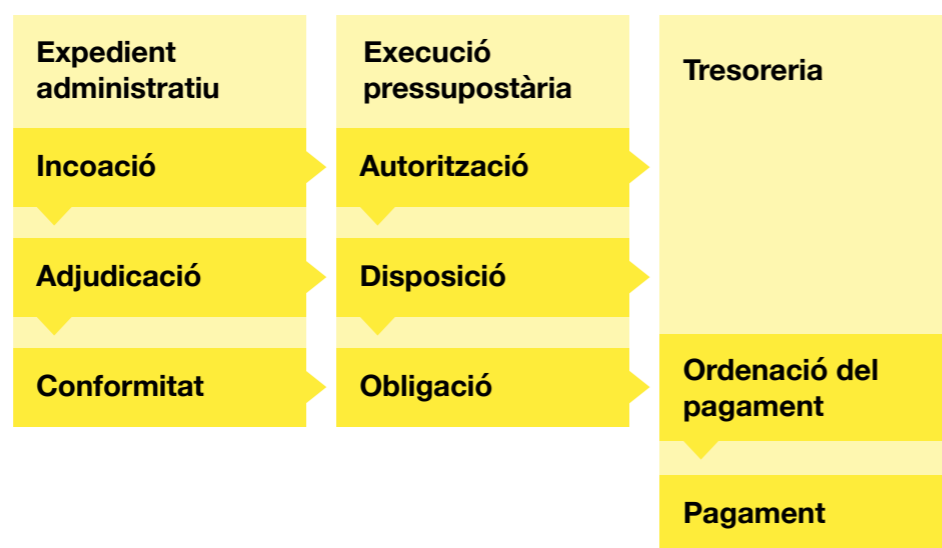 Expedient
administratiu
Incoació
Adjudicació
Conformitat
Execució
pressupostària
Autorització
Disposició
Obligació
Tresoreria
Ordenació del
pagament
Pagament